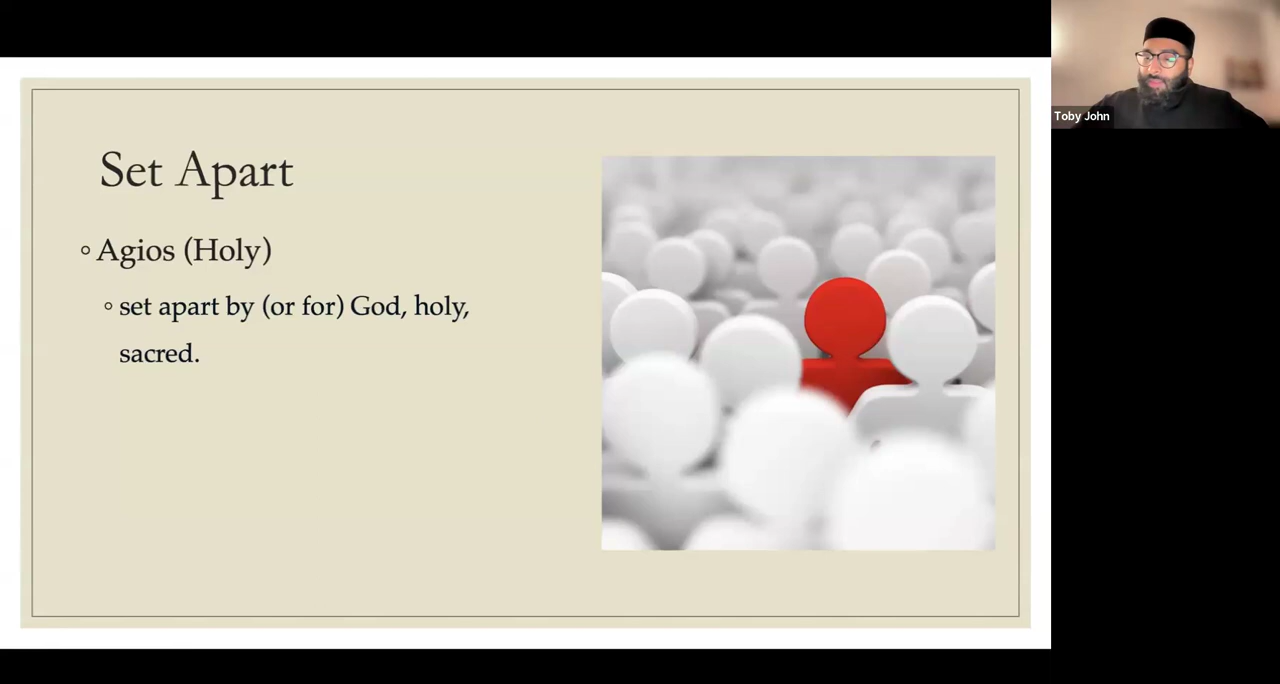 Set Apart
◦ Agios (Holy)
◦ set apart by (or for) God, holy,
sacred.
Toby John